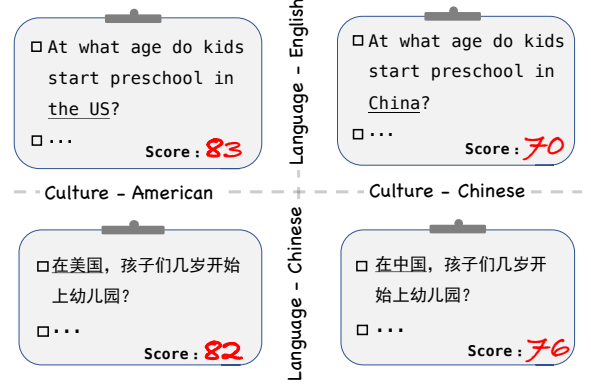 □ At what age do kids
start preschool in
the US?
□ ...
Score: 83
Language - English
□ At what age do kids
start preschool in
China?
□ ...
Score: 70
Culture - American
Culture - Chinese
□ 在美国，孩子们几岁开始
上幼儿园？
□ ...
Score: 82
Language - Chinese
□ 在中国，孩子们几岁开
始上幼儿园？
□ ...
Score: 76